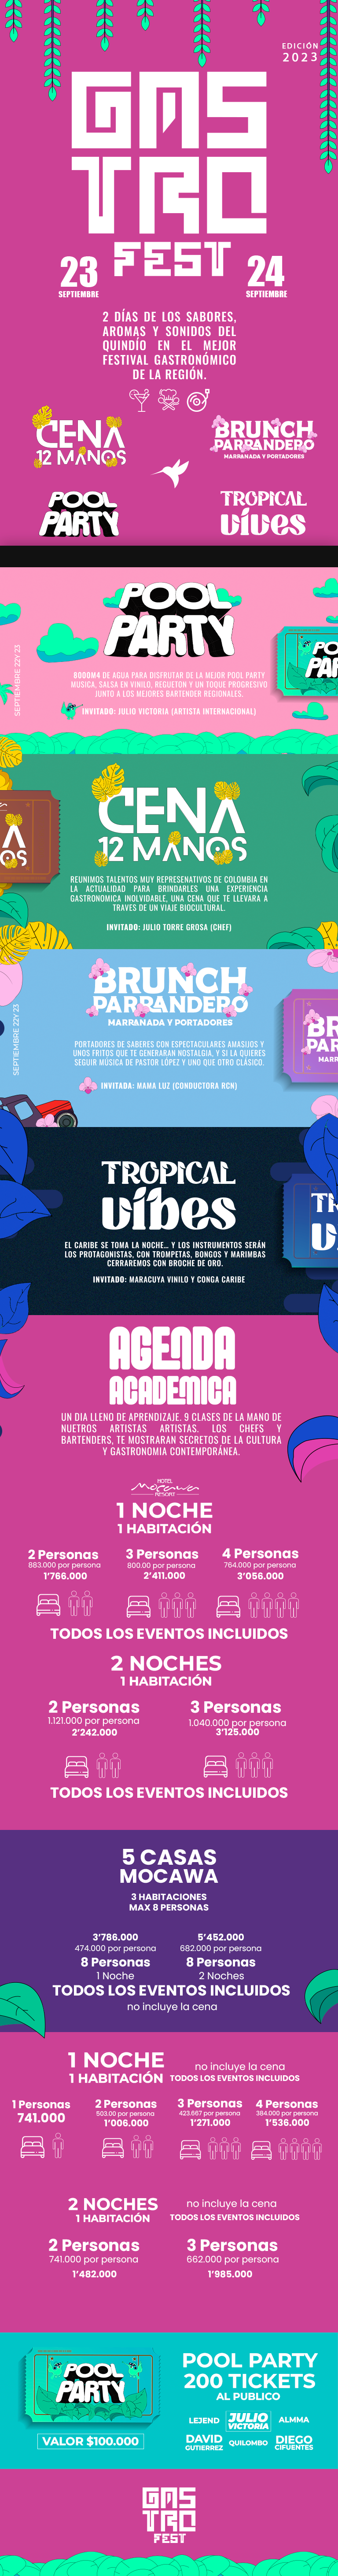 EDICIÓN
2023
GAS
TRO
FEST
23
SEPTIEMBRE
24
SEPTIEMBRE
2 DÍAS DE LOS SABORES,
AROMAS Y SONIDOS DEL
QUINDÍO EN EL MEJOR
FESTIVAL GASTRONÓMICO
DE LA REGIÓN.
CENA
12 MANOS
BRUNCH
PARRANDERO
MARRANADA Y PORTADORES
POOL
PARTY
TROPICAL
vibes
POOL
PARTY
SEPTIEMBRE 22Y 23
8000M4 DE AGUA PARA DISFRUTAR DE LA MEJOR POOL PARTY
MUSICA, SALSA EN VINILO, REGUETON Y UN TOQUE PROGRESIVO
JUNTO A LOS MEJORES BARTENDER REGIONALES.
INVITADO: JULIO VICTORIA (ARTISTA INTERNACIONAL)
PO
PA
CENA
12 MANOS
A
OS
REUNIMOS TALENTOS MUY REPRESENATIVOS DE COLOMBIA EN
LA ACTUALIDAD PARA BRINDARLES UNA EXPERIENCIA
GASTRONOMICA INOLVIDABLE, UNA CENA QUE TE LLEVARA A
TRAVES DE UN VIAJE BIOCULTURAL.
INVITADO: JULIO TORRE GROSA (CHEF)
BRUNCH
PARRANDERO
MARRANADA Y PORTADORES
SEPTIEMBRE 22Y 23
PORTADORES DE SABERES CON ESPECTACULARES AMASIJOS Y
UNOS FRITOS QUE TE GENERARAN NOSTALGIA, Y SI LA QUIERES
SEGUIR MÚSICA DE PASTOR LÓPEZ Y UNO QUE OTRO CLÁSICO.
INVITADA: MAMA LUZ (CONDUCTORA RCN)
BR
PAR
MARR
TROPICAL
vibes
EL CARIBE SE TOMA LA NOCHE... Y LOS INSTRUMENTOS SERÁN
LOS PROTAGONISTAS, CON TROMPETAS, BONGOS Y MARIMBAS
CERRAREMOS CON BROCHE DE ORO.
INVITADO: MARACUYA VINILO Y CONGA CARIBE
AGENDA
ACADEMICA
UN DIA LLENO DE APRENDIZAJE. 9 CLASES DE LA MANO DE
NUETROS ARTISTAS ARTISTAS. LOS CHEFS Y
BARTENDERS, TE MOSTRARAN SECRETOS DE LA CULTURA
Y GASTRONOMIA CONTEMPORÁNEA.
HOTEL
Mocawa
RESORT
1 NOCHE
1 HABITACIÓN
2 Personas
883.000 por persona
1'766.000
3 Personas
800.00 por persona
2'411.000
4 Personas
764.000 por persona
3'056.000
TODOS LOS EVENTOS INCLUIDOS
2 NOCHES
1 HABITACIÓN
2 Personas
1.121.000 por persona
2'242.000
3 Personas
1.040.000 por persona
3'125.000
TODOS LOS EVENTOS INCLUIDOS
5 CASAS
MOCAWA
3 HABITACIONES
MAX 8 PERSONAS
3'786.000
474.000 por persona
8 Personas
1 Noche
5'452.000
682.000 por persona
8 Personas
2 Noches
TODOS LOS EVENTOS INCLUIDOS
no incluye la cena
1 NOCHE
1 HABITACIÓN
no incluye la cena
TODOS LOS EVENTOS INCLUIDOS
1 Personas
741.000
2 Personas
503.00 por persona
1'006.000
3 Personas
423.667 por persona
1'271.000
4 Personas
384.000 por persona
1'536.000
2 NOCHES
1 HABITACIÓN
no incluye la cena
TODOS LOS EVENTOS INCLUIDOS
2 Personas
741.000 por persona
1'482.000
3 Personas
662.000 por persona
1'985.000
POOL
PARTY
VALOR $100.000
POOL PARTY
200 TICKETS
AL PUBLICO
LEJEND
JULIO
VICTORIA
ALMMA
DAVID
GUTIERREZ
QUILOMBO
DIEGO
CIFUENTES
GAS
TRO
FEST